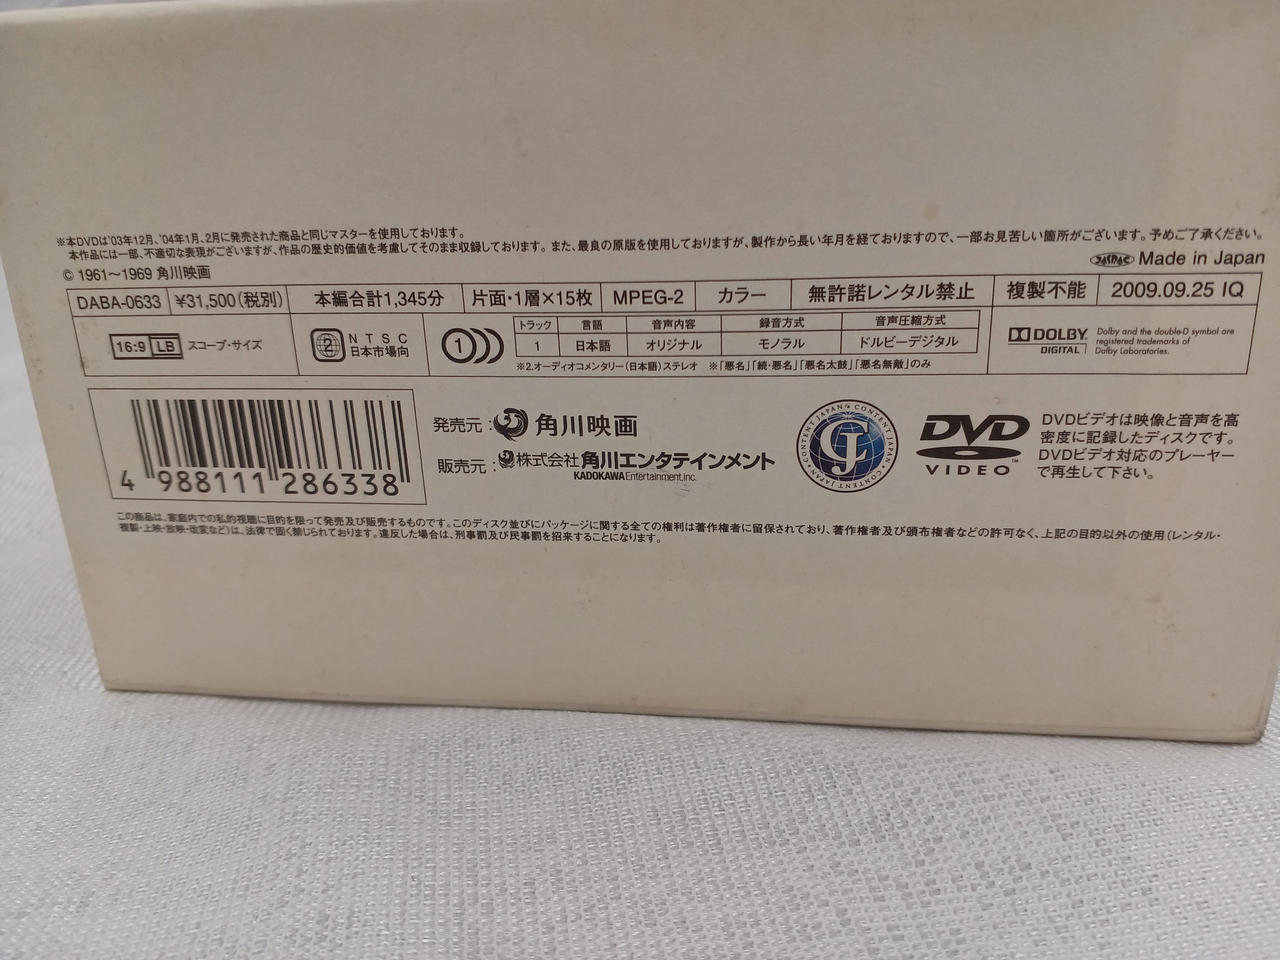 ※本DVDは'03年12月、'04年1月、2月に発売された商品と同じマスターを使用しております。
本作品には一部、不適切な表現がございますが、作品の歴史的価値を考慮してそのまま収録しております。また、最良の原版を使用しておりますが、製作から長い年月を経ておりますので、一部お見苦しい箇所がございます。予めご了承ください。
© 1961〜1969 角川映画
JASRAC Made in Japan
DABA-0633 ¥31,500(税別) 本編合計1,345分 片面・1層×15枚 MPEG-2 カラー 無許諾レンタル禁止 複製不能 2009.09.25 IQ
16:9 LB スコープ・サイズ
2 NTSC
日本市場向
1
トラック 言語 音声内容 録音方式 音声圧縮方式
1 日本語 オリジナル モノラル ドルビーデジタル
※2.オーディオコメンタリー(日本語)ステレオ ※「悪名」「続・悪名」「悪名太鼓」「悪名無敵」のみ
DOLBY DIGITAL
Dolby and the double-D symbol are
registered trademarks of
Dolby Laboratories.
4 988111 286338
発売元: 角川映画
販売元: 株式会社 角川エンタテインメント
KADOKAWA Entertainment, inc.
CONTENT JAPAN CONTENT JAPAN CONTENT JAPAN
CJ
DVD
VIDEO TM
DVDビデオは映像と音声を高
密度に記録したディスクです。
DVDビデオ対応のプレーヤー
で再生して下さい。
この商品は、家庭内での私的視聴に目的を限って発売及び販売するものです。このディスク並びにパッケージに関する全ての権利は著作権者に留保されており、著作権者及び頒布権者などの許可なく、上記の目的以外の使用(レンタル・
複製・上映・放映・改変など)は、法律で固く禁じられております。違反した場合は、刑事罰及び民事罰を招来することになります。